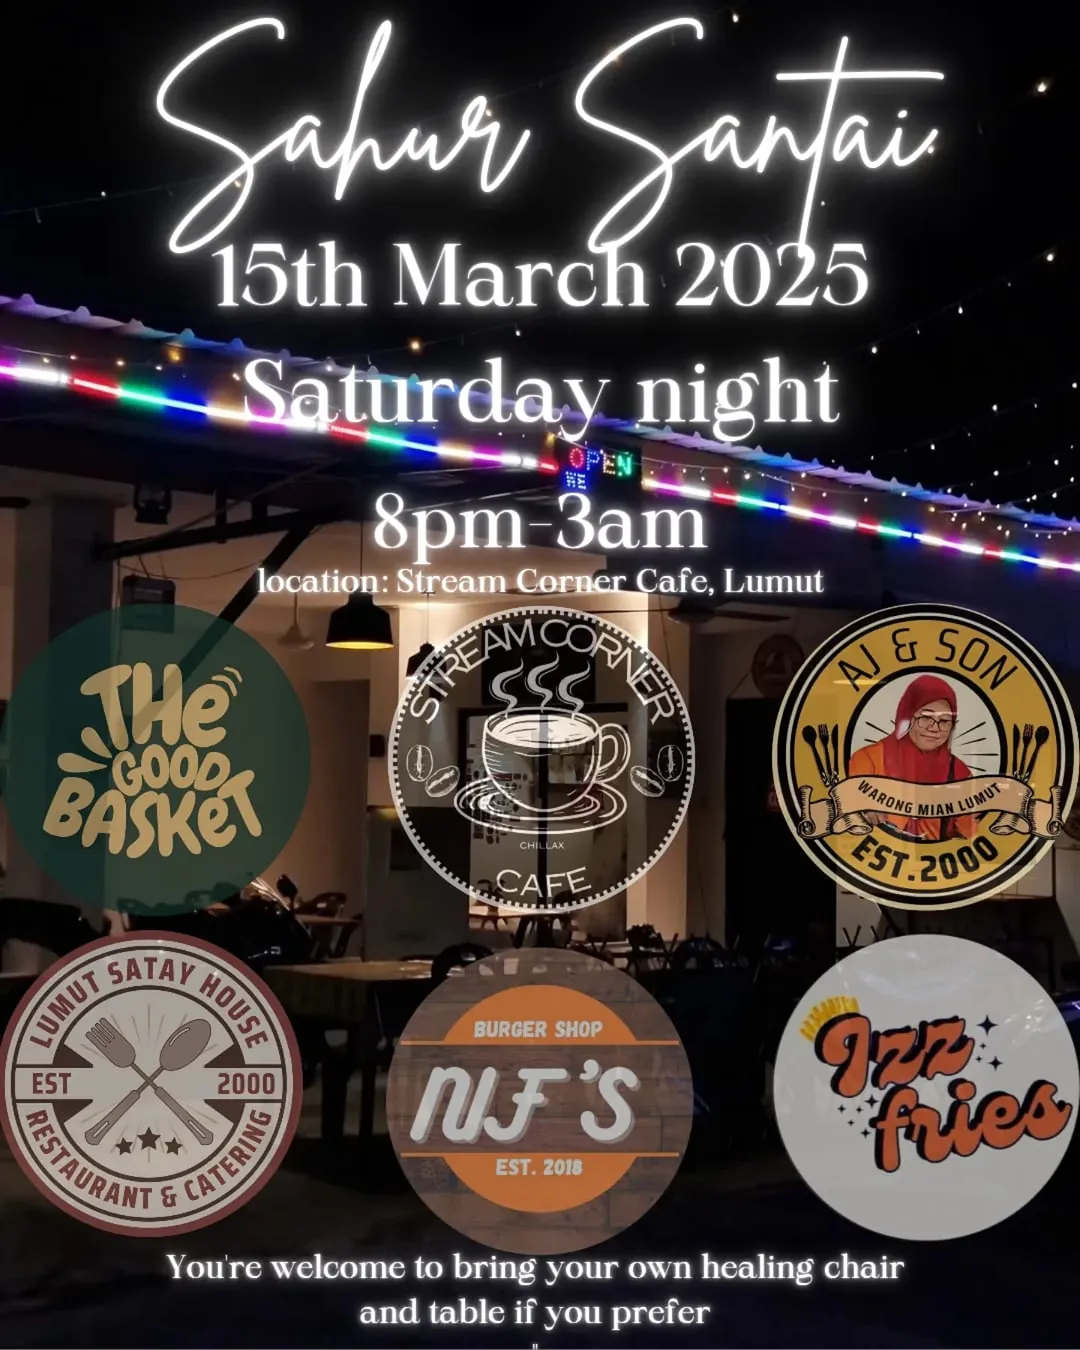 Sahur Santai
15th March 2025
Saturday night
OPEN
WE
8pm-3am
location: Stream Corner Cafe, Lumut
THe
GOOD
BASKeT
STREAM CORNER
CHILLAX
CAFE
AJ & SON
WARONG MIAN LUMUT
EST.2000
LUMUT SATAY HOUSE
EST 2000
RESTAURANT & CATERING
BURGER SHOP
NJF'S
EST. 2018
Izz
fries
You're welcome to bring your own healing chair
and table if you prefer
"